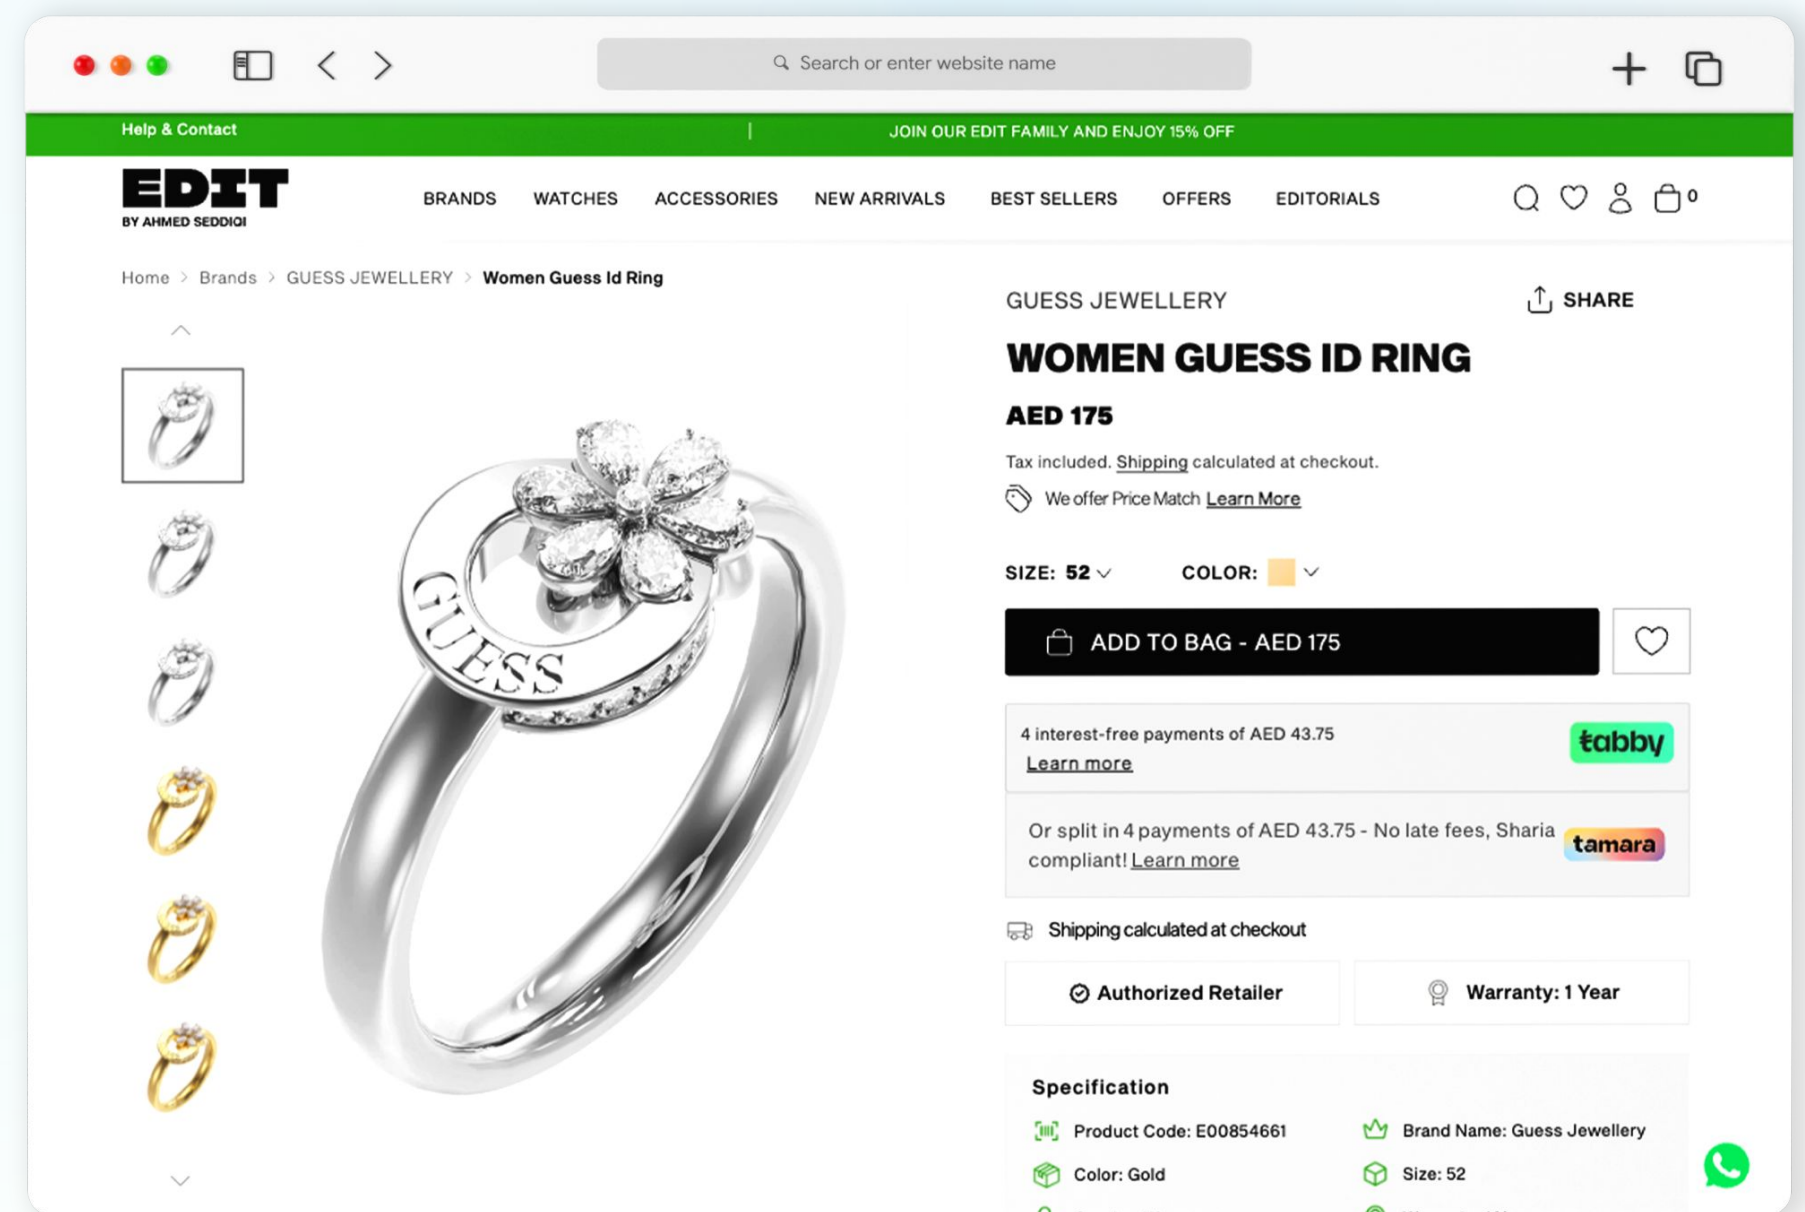 Search or enter website name
Help & Contact | JOIN OUR EDIT FAMILY AND ENJOY 15% OFF
EDIT
BY AHMED SEDDIQI
BRANDS WATCHES ACCESSORIES NEW ARRIVALS BEST SELLERS OFFERS EDITORIALS
0
Home > Brands > GUESS JEWELLERY > Women Guess Id Ring
GUESS
GUESS JEWELLERY
SHARE
WOMEN GUESS ID RING
AED 175
Tax included. Shipping calculated at checkout.
We offer Price Match Learn More
SIZE: 52
COLOR:
ADD TO BAG - AED 175
4 interest-free payments of AED 43.75
Learn more
tabby
Or split in 4 payments of AED 43.75 - No late fees, Sharia
compliant! Learn more
tamara
Shipping calculated at checkout
Authorized Retailer
Warranty: 1 Year
Specification
Product Code: E00854661
Brand Name: Guess Jewellery
Color: Gold
Size: 52